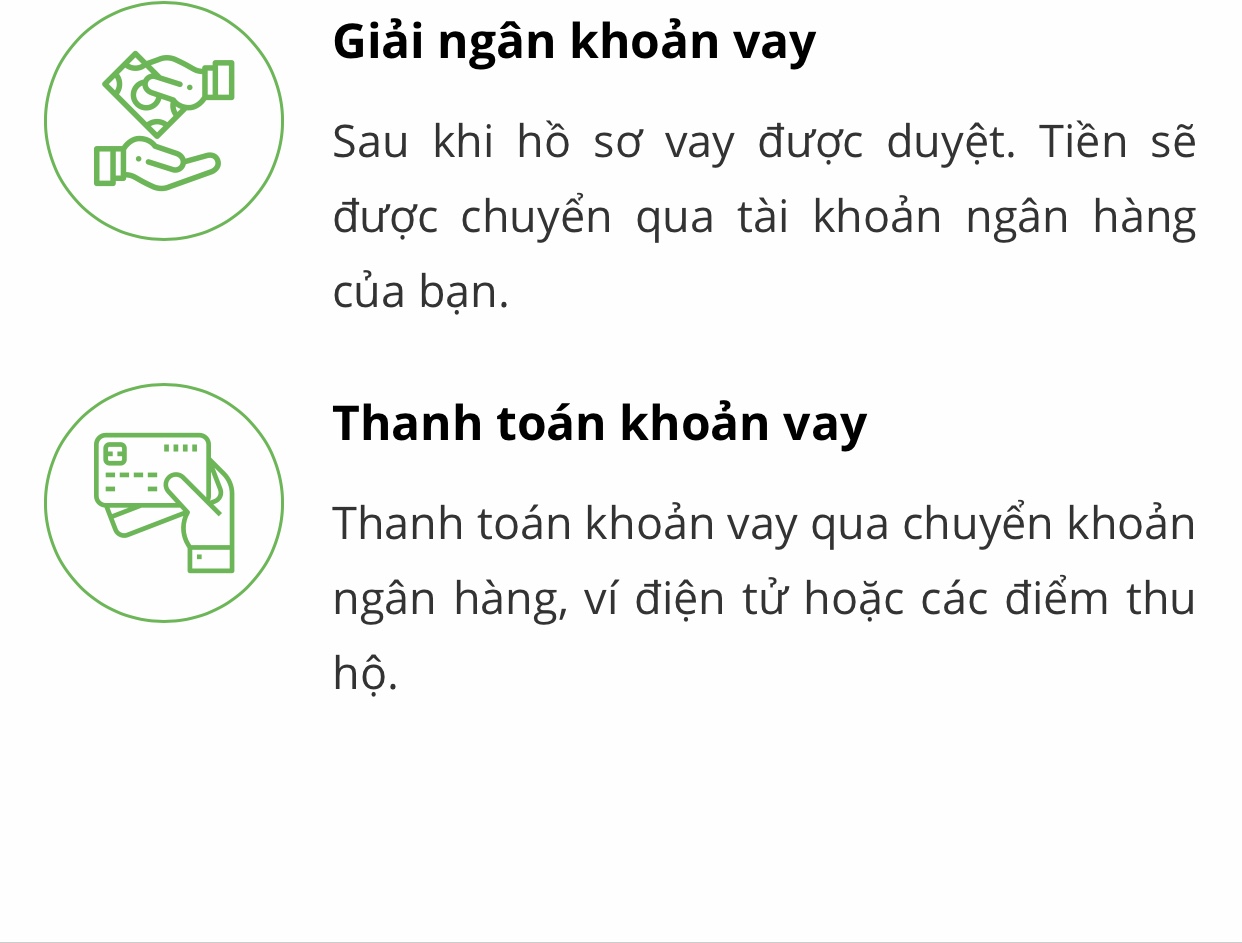 Giải ngân khoản vay
Sau khi hồ sơ vay được duyệt. Tiền sẽ
được chuyển qua tài khoản ngân hàng
của bạn.
Thanh toán khoản vay
Thanh toán khoản vay qua chuyển khoản
ngân hàng, ví điện tử hoặc các điểm thu
hộ.